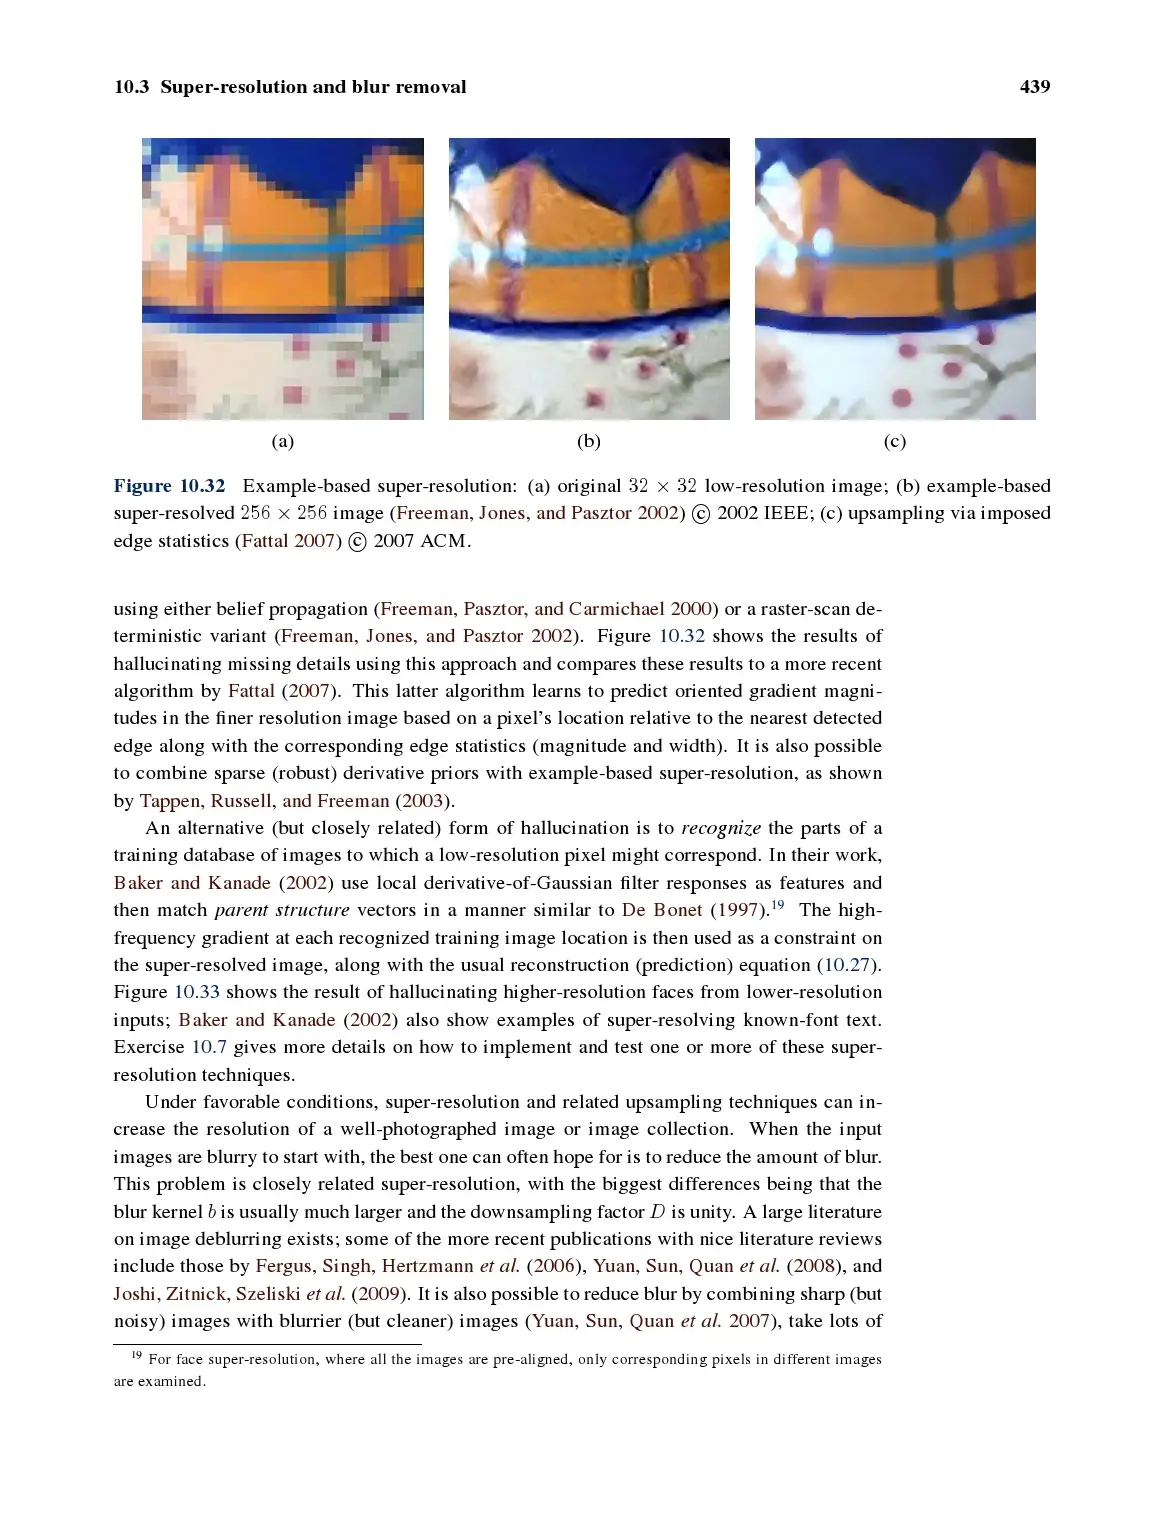 10.3 Super-resolution and blur removal 439
(a) (b) (c)
Figure 10.32 Example-based super-resolution: (a) original 32 × 32 low-resolution image; (b) example-based
super-resolved 256 × 256 image (Freeman, Jones, and Pasztor 2002) © 2002 IEEE; (c) upsampling via imposed
edge statistics (Fattal 2007) © 2007 ACM.
using either belief propagation (Freeman, Pasztor, and Carmichael 2000) or a raster-scan de-
terministic variant (Freeman, Jones, and Pasztor 2002). Figure 10.32 shows the results of
hallucinating missing details using this approach and compares these results to a more recent
algorithm by Fattal (2007). This latter algorithm learns to predict oriented gradient magni-
tudes in the finer resolution image based on a pixel's location relative to the nearest detected
edge along with the corresponding edge statistics (magnitude and width). It is also possible
to combine sparse (robust) derivative priors with example-based super-resolution, as shown
by Tappen, Russell, and Freeman (2003).
An alternative (but closely related) form of hallucination is to recognize the parts of a
training database of images to which a low-resolution pixel might correspond. In their work,
Baker and Kanade (2002) use local derivative-of-Gaussian filter responses as features and
then match parent structure vectors in a manner similar to De Bonet (1997).19 The high-
frequency gradient at each recognized training image location is then used as a constraint on
the super-resolved image, along with the usual reconstruction (prediction) equation (10.27).
Figure 10.33 shows the result of hallucinating higher-resolution faces from lower-resolution
inputs; Baker and Kanade (2002) also show examples of super-resolving known-font text.
Exercise 10.7 gives more details on how to implement and test one or more of these super-
resolution techniques.
Under favorable conditions, super-resolution and related upsampling techniques can in-
crease the resolution of a well-photographed image or image collection. When the input
images are blurry to start with, the best one can often hope for is to reduce the amount of blur.
This problem is closely related super-resolution, with the biggest differences being that the
blur kernel b is usually much larger and the downsampling factor D is unity. A large literature
on image deblurring exists; some of the more recent publications with nice literature reviews
include those by Fergus, Singh, Hertzmann et al. (2006), Yuan, Sun, Quan et al. (2008), and
Joshi, Zitnick, Szeliski et al. (2009). It is also possible to reduce blur by combining sharp (but
noisy) images with blurrier (but cleaner) images (Yuan, Sun, Quan et al. 2007), take lots of
19 For face super-resolution, where all the images are pre-aligned, only corresponding pixels in different images
are examined.